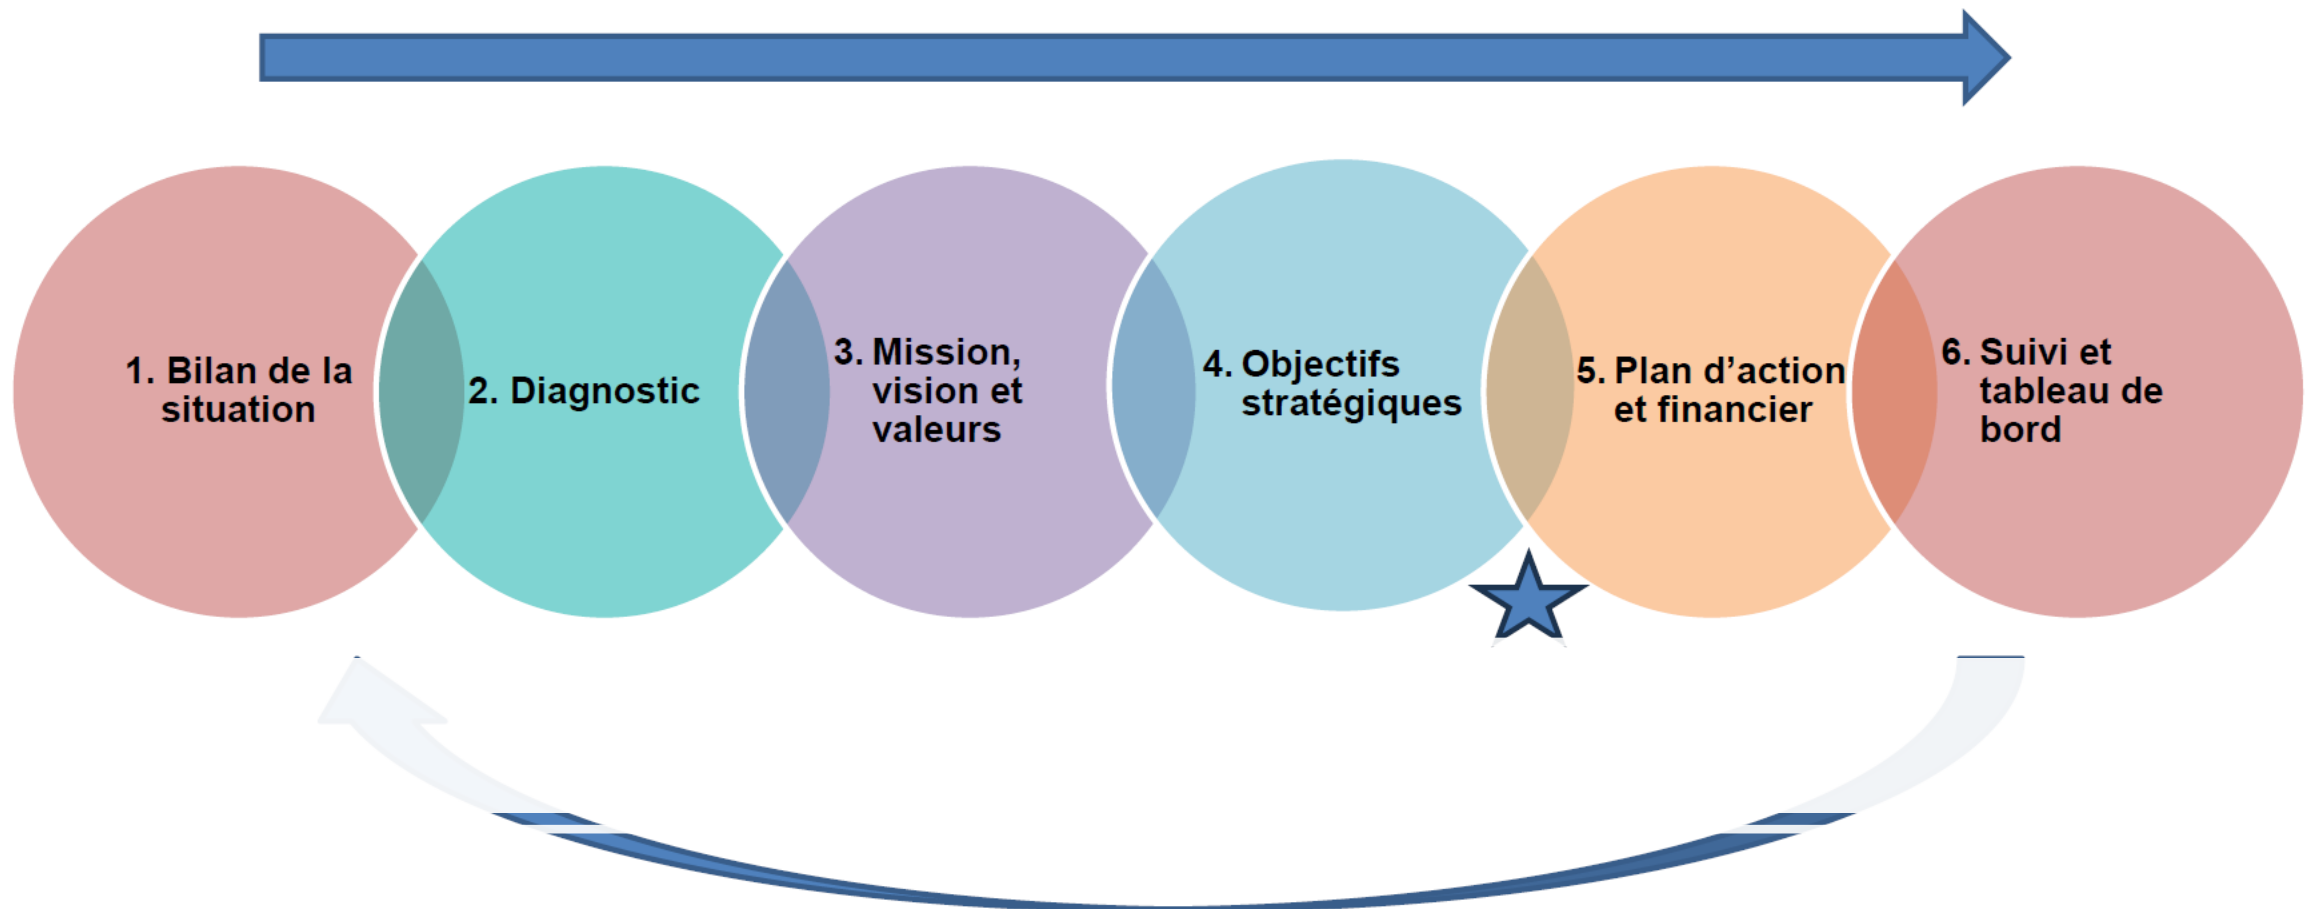 1. Bilan de la
situation
2. Diagnostic
3. Mission,
vision et
valeurs
4. Objectifs
stratégiques
5. Plan d’action
et financier
6. Suivi et
tableau de
bord